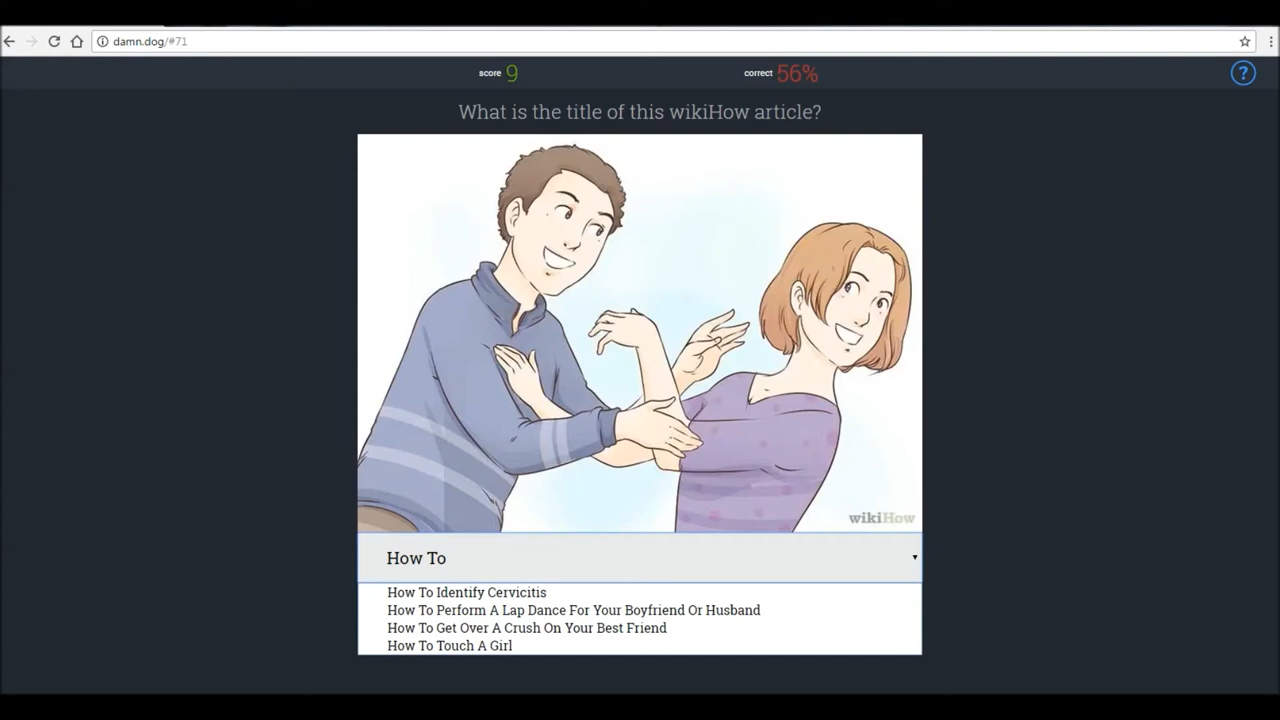 damn.dog/#71
score 9
correct 56%
?
What is the title of this wikiHow article?
wikiHow
How To
How To Identify Cervicitis
How To Perform A Lap Dance For Your Boyfriend Or Husband
How To Get Over A Crush On Your Best Friend
How To Touch A Girl